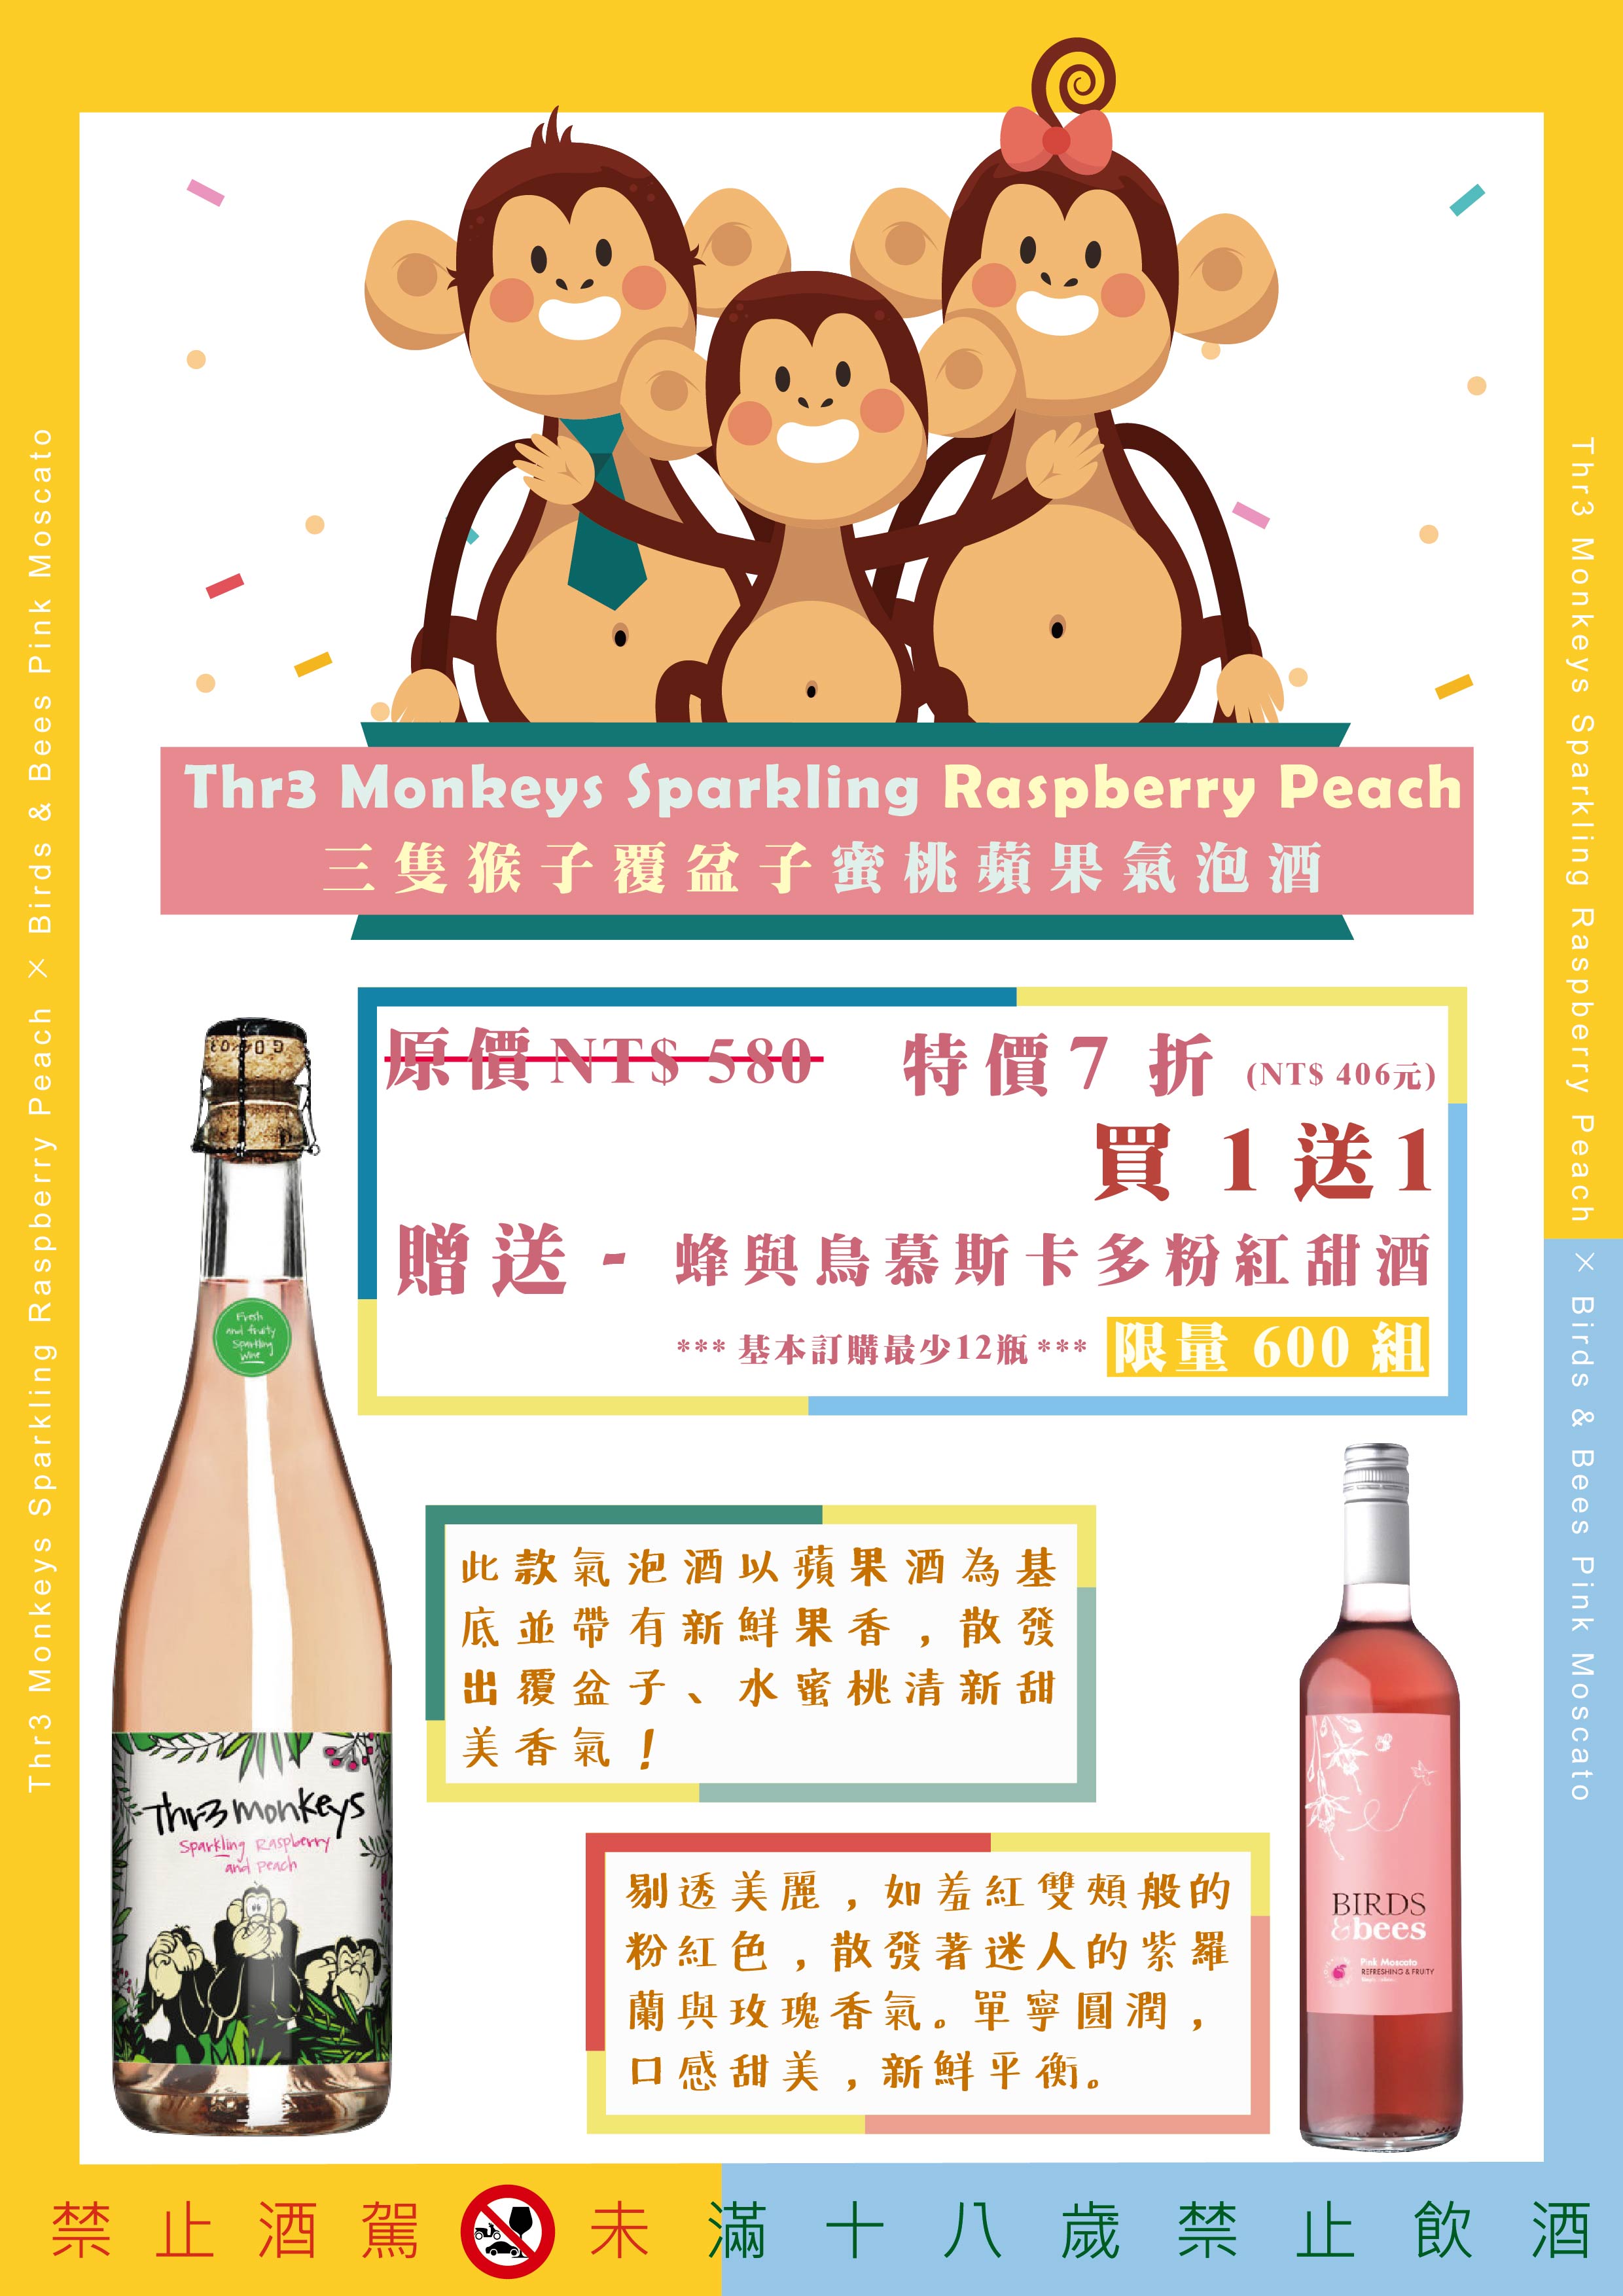 Thr3 Monkeys Sparkling Raspberry Peach
三隻猴子覆盆子蜜桃蘋果氣泡酒
原價NT$ 580 特價7 折 (NT$ 406元)
買 1 送1
贈送 - 蜂與鳥慕斯卡多粉紅甜酒
*** 基本訂購最少12瓶 *** 限量 600 組
Fresh
and fruity
Sparkling
wine
此款氣泡酒以蘋果酒為基
底並帶有新鮮果香，散發
出覆盆子、水蜜桃清新甜
美香氣！
Thr3 monkeys
Sparkling Raspberry
and Peach
剔透美麗，如羞紅雙頰般的
粉紅色，散發著迷人的紫羅
蘭與玫瑰香氣。單寧圓潤，
口感甜美，新鮮平衡。
BIRDS
&bees
Pink Moscato
REFRESHING & FRUITY
Thr3 Monkeys Sparkling Raspberry Peach × Birds & Bees Pink Moscato
Thr3 Monkeys Sparkling Raspberry Peach × Birds & Bees Pink Moscato
禁止酒駕 未滿十八歲禁止飲酒